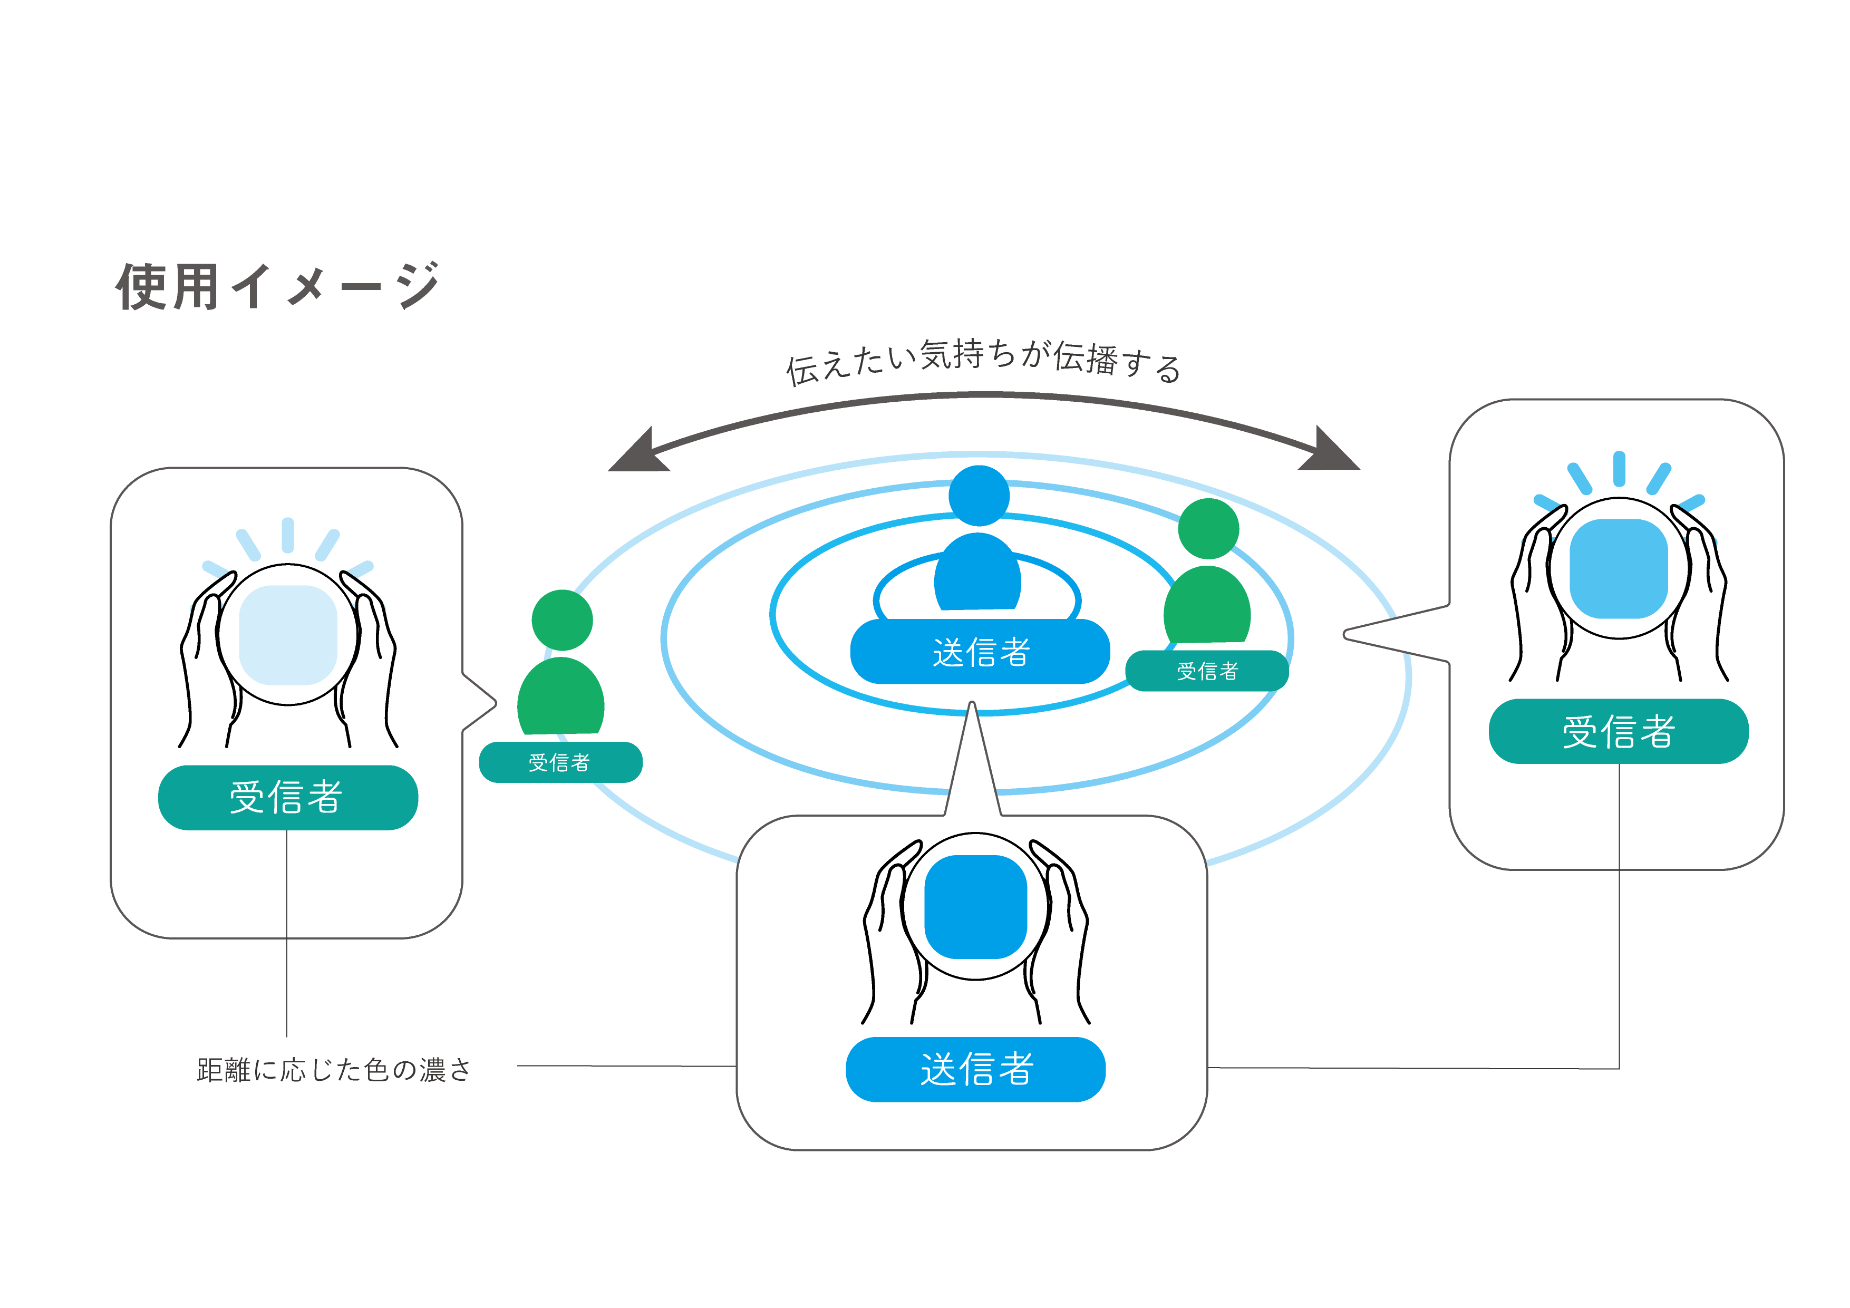 使用イメージ
伝えたい気持ちが伝播する
送信者
受信者
受信者
受信者
受信者
送信者
距離に応じた色の濃さ